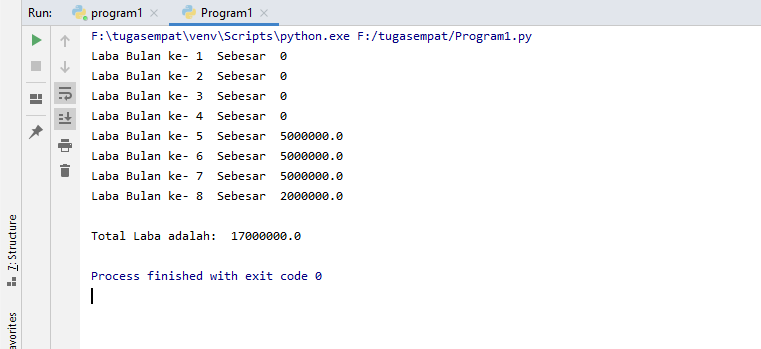 Run: program1 Program1
F:\tugasempat\venv\Scripts\python.exe F:/tugasempat/Program1.py
Laba Bulan ke- 1  Sebesar  0
Laba Bulan ke- 2  Sebesar  0
Laba Bulan ke- 3  Sebesar  0
Laba Bulan ke- 4  Sebesar  0
Laba Bulan ke- 5  Sebesar  5000000.0
Laba Bulan ke- 6  Sebesar  5000000.0
Laba Bulan ke- 7  Sebesar  5000000.0
Laba Bulan ke- 8  Sebesar  2000000.0
Total Laba adalah:  17000000.0
Process finished with exit code 0
7: Structure
avorites